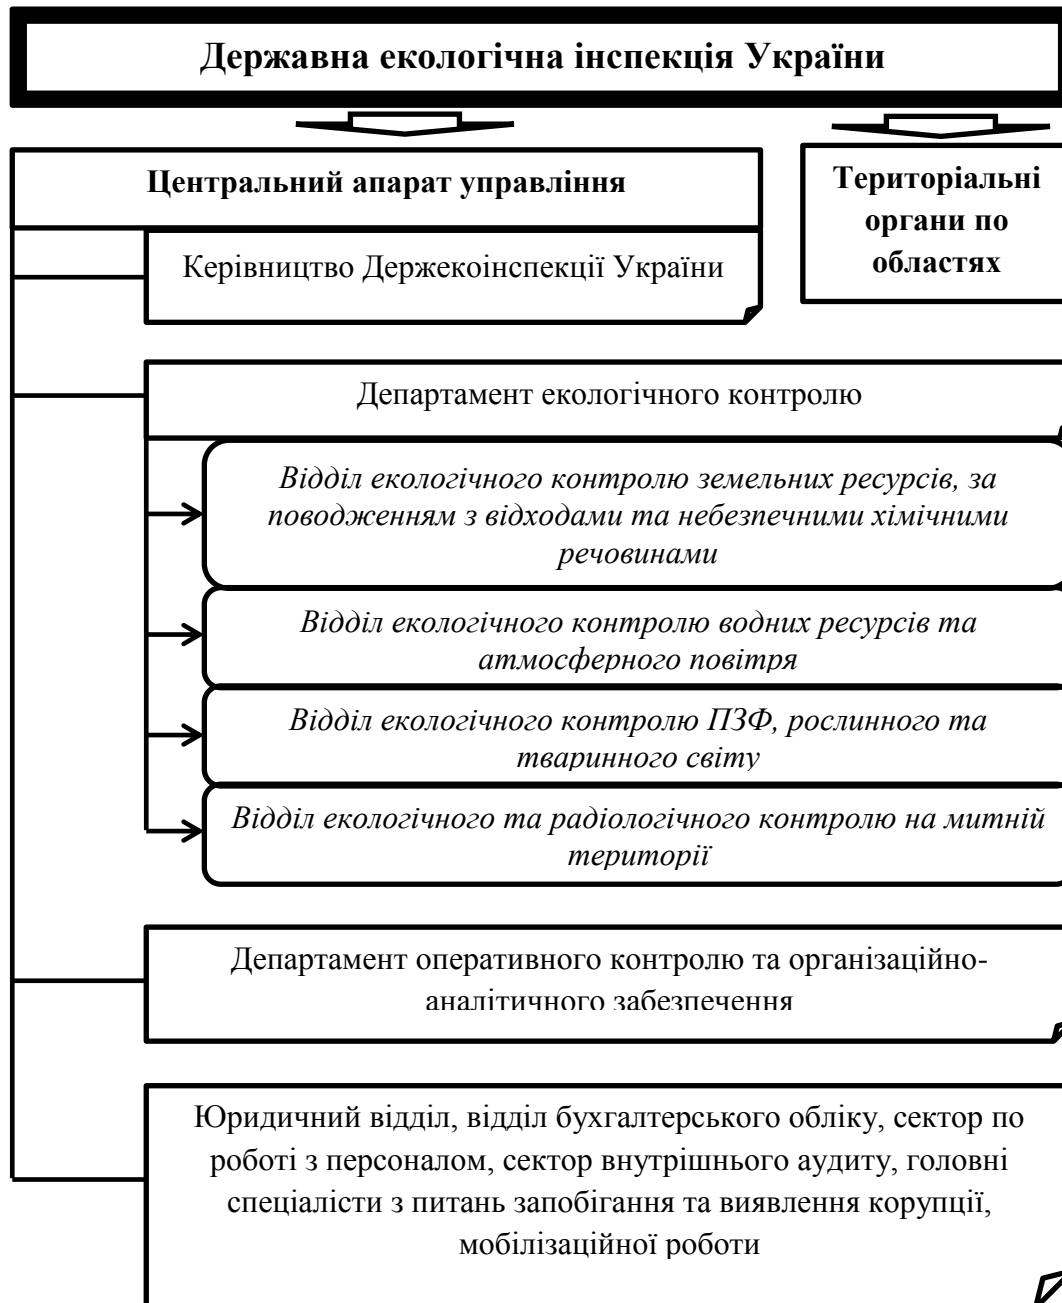 Державна екологічна інспекція України
Центральний апарат управління
Територіальні
органи по
областях
Керівництво Держекоінспекції України
Департамент екологічного контролю
Відділ екологічного контролю земельних ресурсів, за
поводженням з відходами та небезпечними хімічними
речовинами
Відділ екологічного контролю водних ресурсів та
атмосферного повітря
Відділ екологічного контролю ПЗФ, рослинного та
тваринного світу
Відділ екологічного та радіологічного контролю на митній
території
Департамент оперативного контролю та організаційно-
аналітичного забезпечення
Юридичний відділ, відділ бухгалтерського обліку, сектор по
роботі з персоналом, сектор внутрішнього аудиту, головні
спеціалісти з питань запобігання та виявлення корупції,
мобілізаційної роботи